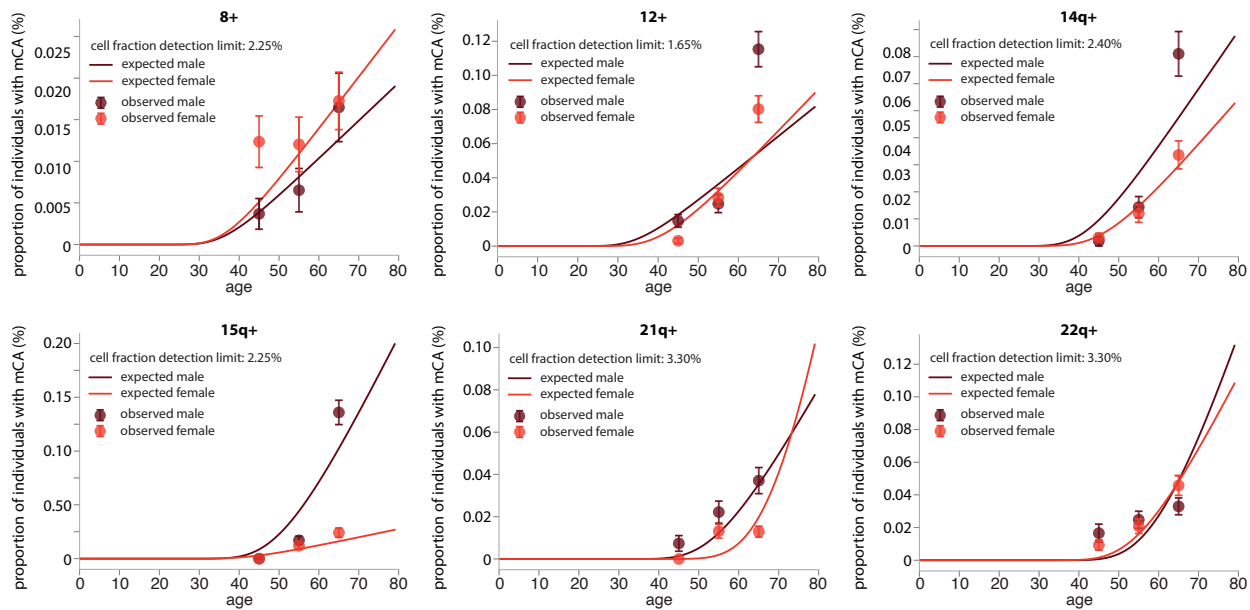 8+
proportion of individuals with mCA (%)
cell fraction detection limit: 2.25%
expected male
expected female
observed male
observed female
0.025
0.020
0.015
0.010
0.005
0
0 10 20 30 40 50 60 70 80
age
12+
proportion of individuals with mCA (%)
cell fraction detection limit: 1.65%
expected male
expected female
observed male
observed female
0.12
0.10
0.08
0.06
0.04
0.02
0
0 10 20 30 40 50 60 70 80
age
14q+
proportion of individuals with mCA (%)
cell fraction detection limit: 2.40%
expected male
expected female
observed male
observed female
0.08
0.06
0.06
0.04
0.03
0.02
0.01
0
0 10 20 30 40 50 60 70 80
age
15q+
proportion of individuals with mCA (%)
cell fraction detection limit: 2.25%
expected male
expected female
observed male
observed female
0.20
0.15
0.10
0.50
0
0 10 20 30 40 50 60 70 80
age
21q+
proportion of individuals with mCA (%)
cell fraction detection limit: 3.30%
expected male
expected female
observed male
observed female
0.10
0.08
0.06
0.04
0.02
0
0 10 20 30 40 50 60 70 80
age
22q+
proportion of individuals with mCA (%)
cell fraction detection limit: 3.30%
expected male
expected female
observed male
observed female
0.12
0.10
0.08
0.06
0.04
0.02
0
0 10 20 30 40 50 60 70 80
age